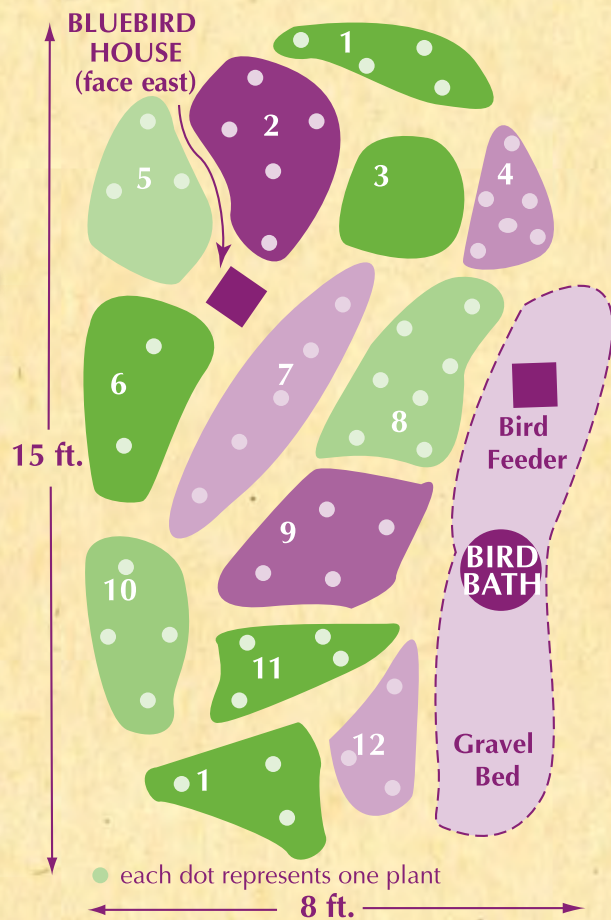 BLUEBIRD
HOUSE
(face east)
1
2
3
4
5
6
7
8
15 ft.
Bird
Feeder
9
BIRD
BATH
10
11
12
Gravel
Bed
1
each dot represents one plant
8 ft.